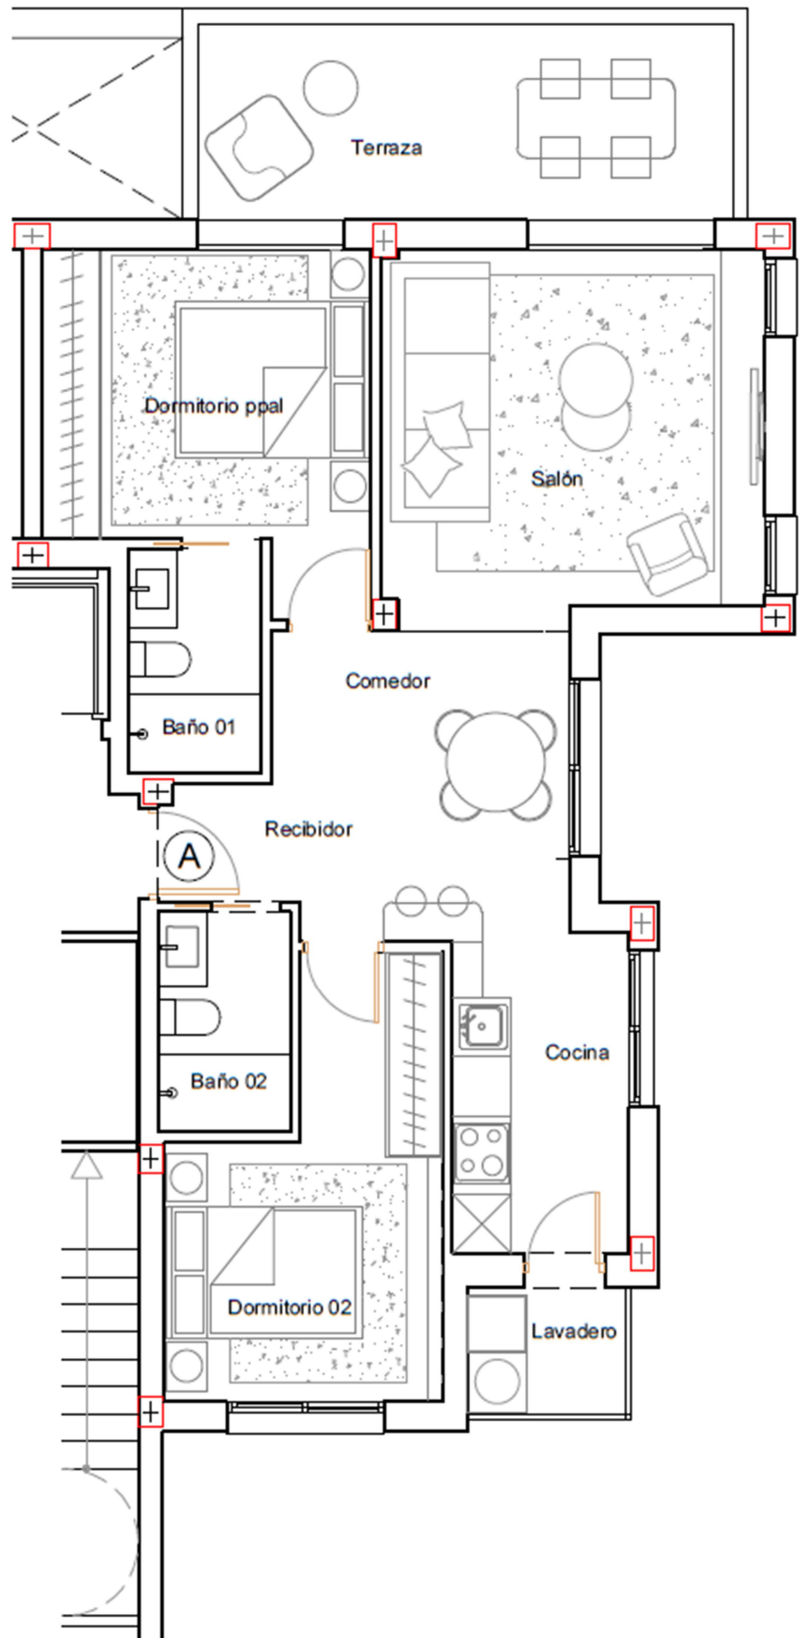 Terraza
Dormitorio ppal
Salón
Comedor
Baño 01
Recibidor
A
Cocina
Baño 02
Dormitorio 02
Lavadero